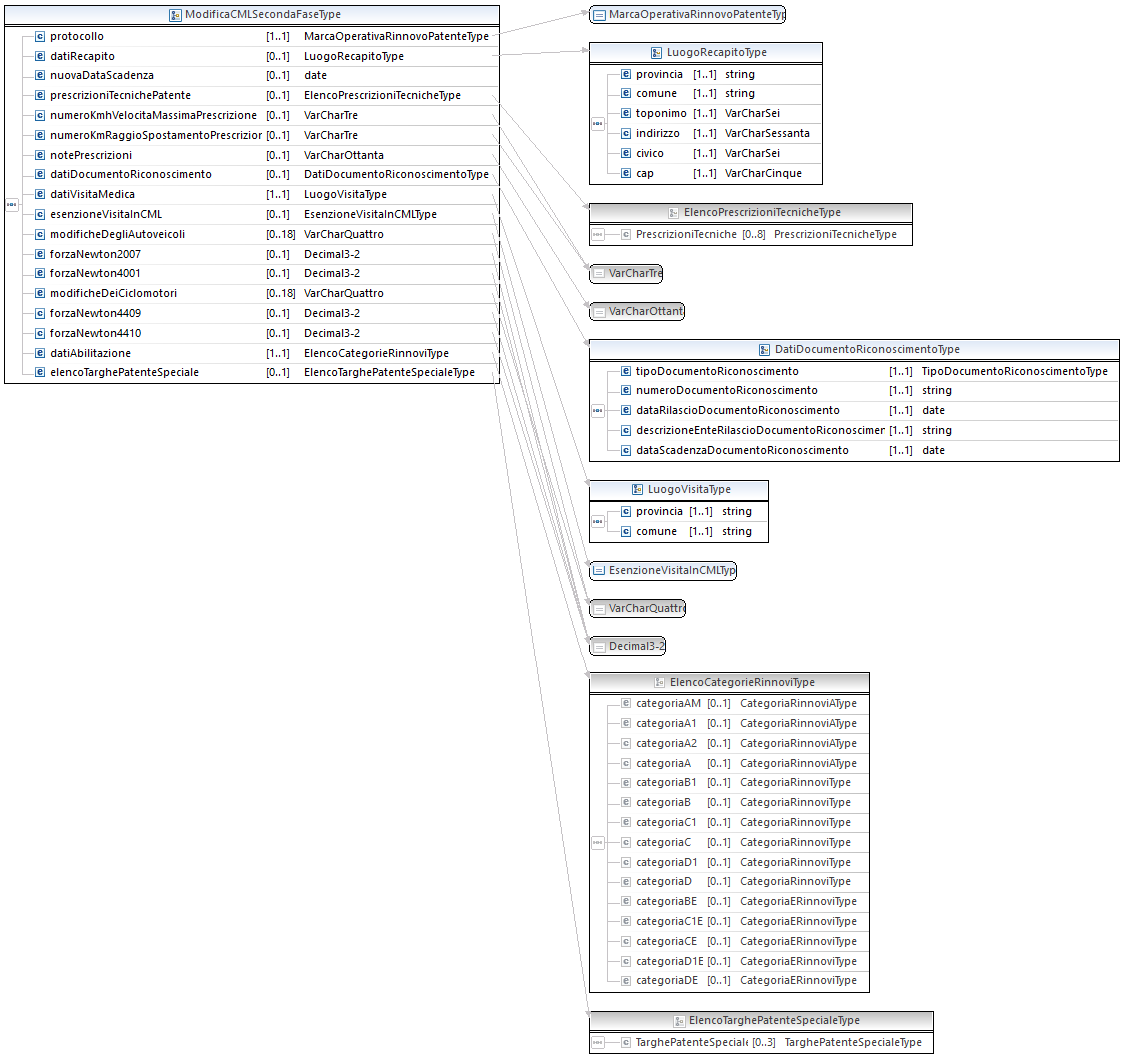 ModificaCMLSecondaFaseType
protocollo [1..1] MarcaOperativaRinnovoPatenteType
datiRecapito [0..1] LuogoRecapitoType
nuovaDataScadenza [0..1] date
prescrizioniTecnichePatente [0..1] ElencoPrescrizioniTecnicheType
numeroKmhVelocitaMassimaPrescrizione [0..1] VarCharTre
numeroKmRaggioSpostamentoPrescrizior [0..1] VarCharTre
notePrescrizioni [0..1] VarCharOttanta
datiDocumentoRiconoscimento [0..1] DatiDocumentoRiconoscimentoType
datiVisitaMedica [1..1] LuogoVisitaType
esenzioneVisitaInCML [0..1] EsenzioneVisitaInCMLType
modificheDegliAutoveicoli [0..18] VarCharQuattro
forzaNewton2007 [0..1] Decimal3-2
forzaNewton4001 [0..1] Decimal3-2
modificheDeiCiclomotori [0..18] VarCharQuattro
forzaNewton4409 [0..1] Decimal3-2
forzaNewton4410 [0..1] Decimal3-2
datiAbilitazione [1..1] ElencoCategorieRinnoviType
elencoTarghePatenteSpeciale [0..1] ElencoTarghePatenteSpecialeType
MarcaOperativaRinnovoPatenteTyp
LuogoRecapitoType
provincia [1..1] string
comune [1..1] string
toponimo [1..1] VarCharSei
indirizzo [1..1] VarCharSessanta
civico [1..1] VarCharSei
cap [1..1] VarCharCinque
ElencoPrescrizioniTecnicheType
PrescrizioniTecniche [0..8] PrescrizioniTecnicheType
VarCharTre
VarCharOttant
DatiDocumentoRiconoscimentoType
tipoDocumentoRiconoscimento [1..1] TipoDocumentoRiconoscimentoType
numeroDocumentoRiconoscimento [1..1] string
dataRilascioDocumentoRiconoscimento [1..1] date
descrizioneEnteRilascioDocumentoRiconoscimer [1..1] string
dataScadenzaDocumentoRiconoscimento [1..1] date
LuogoVisitaType
provincia [1..1] string
comune [1..1] string
EsenzioneVisitaInCMLTyp
VarCharQuattro
Decimal3-2
ElencoCategorieRinnoviType
categoriaAM [0..1] CategoriaRinnoviAType
categoriaA1 [0..1] CategoriaRinnoviAType
categoriaA2 [0..1] CategoriaRinnoviAType
categoriaA [0..1] CategoriaRinnoviAType
categoriaB1 [0..1] CategoriaRinnoviType
categoriaB [0..1] CategoriaRinnoviType
categoriaC1 [0..1] CategoriaRinnoviType
categoriaC [0..1] CategoriaRinnoviType
categoriaD1 [0..1] CategoriaRinnoviType
categoriaD [0..1] CategoriaRinnoviType
categoriaBE [0..1] CategoriaERinnoviType
categoriaC1E [0..1] CategoriaERinnoviType
categoriaCE [0..1] CategoriaERinnoviType
categoriaD1E [0..1] CategoriaERinnoviType
categoriaDE [0..1] CategoriaERinnoviType
ElencoTarghePatenteSpecialeType
TarghePatenteSpeciale [0..3] TarghePatenteSpecialeType